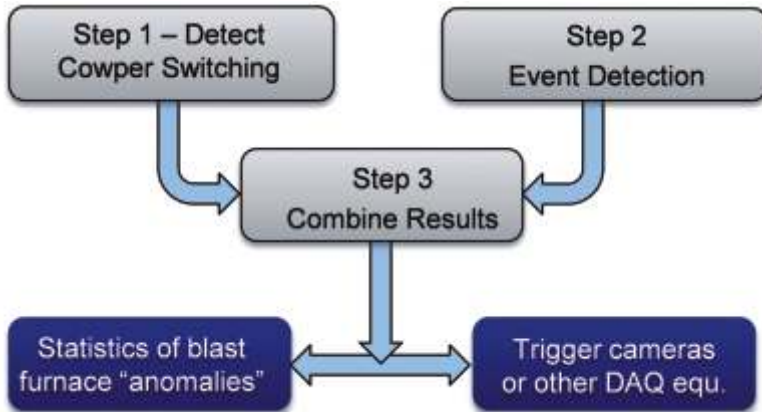 Step 1 – Detect
Cowper Switching
Step 2
Event Detection
Step 3
Combine Results
Statistics of blast
furnace “anomalies”
Trigger cameras
or other DAQ equ.